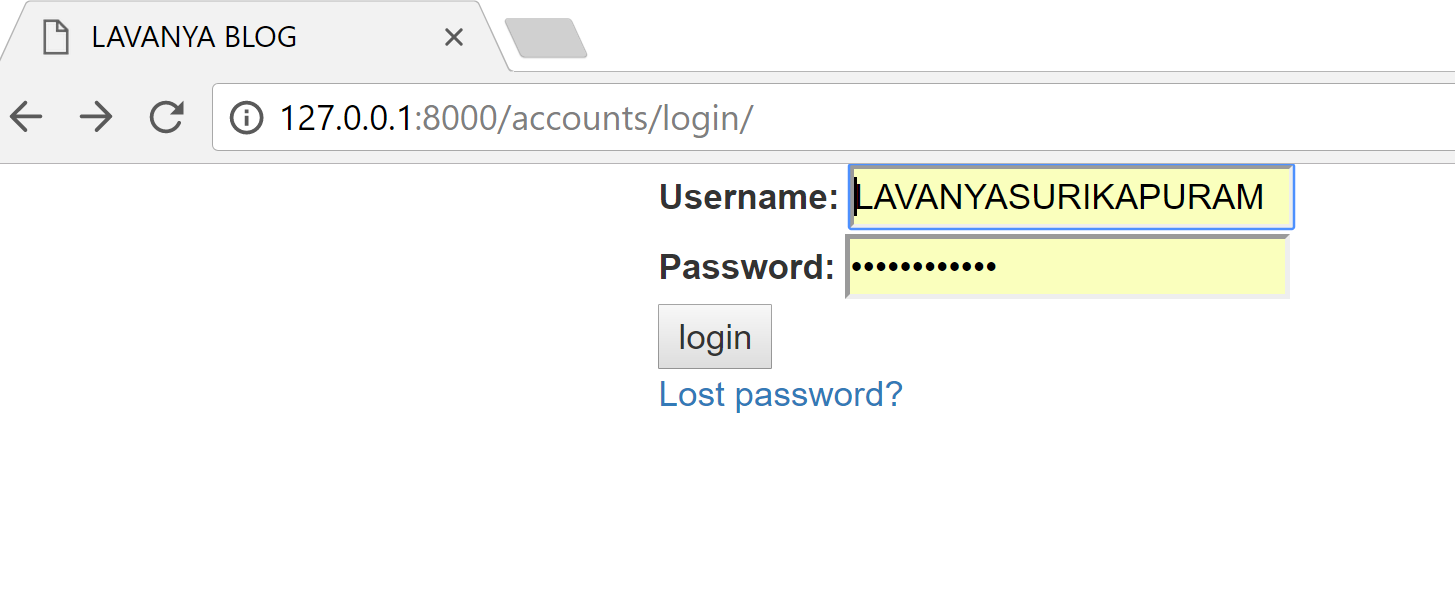 LAVANYA BLOG
127.0.0.1:8000/accounts/login/
Username: LAVANYASURIKAPURAM
Password: ••••••••••••
login
Lost password?